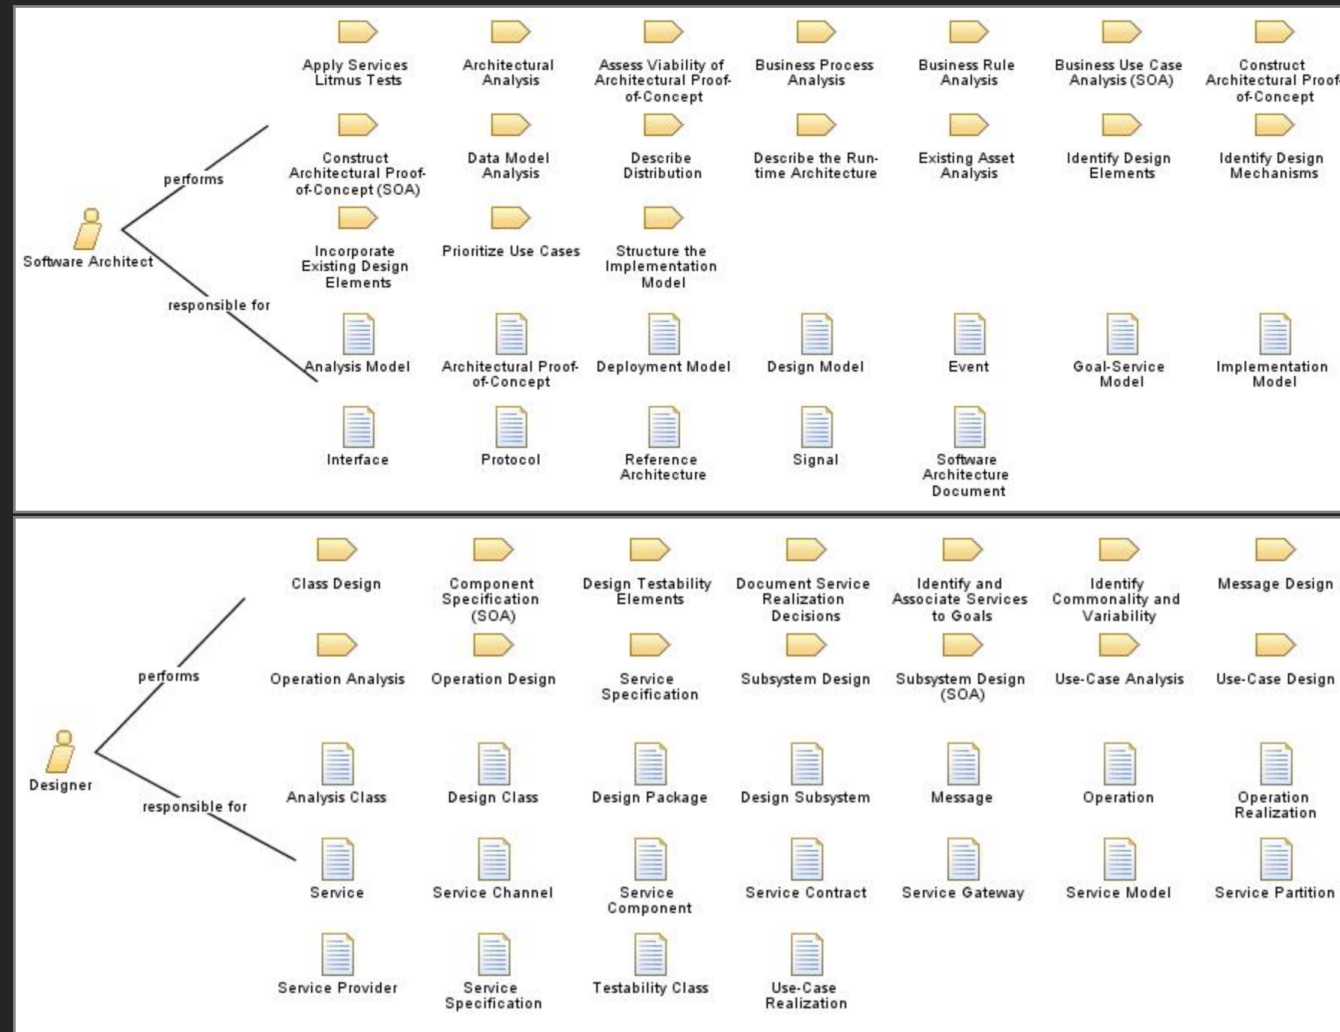 Apply Services
Litmus Tests
Architectural
Analysis
Assess Viability of
Architectural Proof-
of-Concept
Business Process
Analysis
Business Rule
Analysis
Business Use Case
Analysis (SOA)
Construct
Architectural Proof-
of-Concept
Construct
Architectural Proof-
of-Concept (SOA)
Data Model
Analysis
Describe
Distribution
Describe the Run-
time Architecture
Existing Asset
Analysis
Identify Design
Elements
Identify Design
Mechanisms
performs
Software Architect
Incorporate
Existing Design
Elements
Prioritize Use Cases
Structure the
Implementation
Model
responsible for
Analysis Model
Architectural Proof-
of-Concept
Deployment Model
Design Model
Event
Goal-Service
Model
Implementation
Model
Interface
Protocol
Reference
Architecture
Signal
Software
Architecture
Document
Class Design
Component
Specification
(SOA)
Design Testability
Elements
Document Service
Realization
Decisions
Identify and
Associate Services
to Goals
Identify
Commonality and
Variability
Message Design
performs
Operation Analysis
Operation Design
Service
Specification
Subsystem Design
Subsystem Design
(SOA)
Use-Case Analysis
Use-Case Design
Designer
responsible for
Analysis Class
Design Class
Design Package
Design Subsystem
Message
Operation
Operation
Realization
Service
Service Channel
Service
Component
Service Contract
Service Gateway
Service Model
Service Partition
Service Provider
Service
Specification
Testability Class
Use-Case
Realization